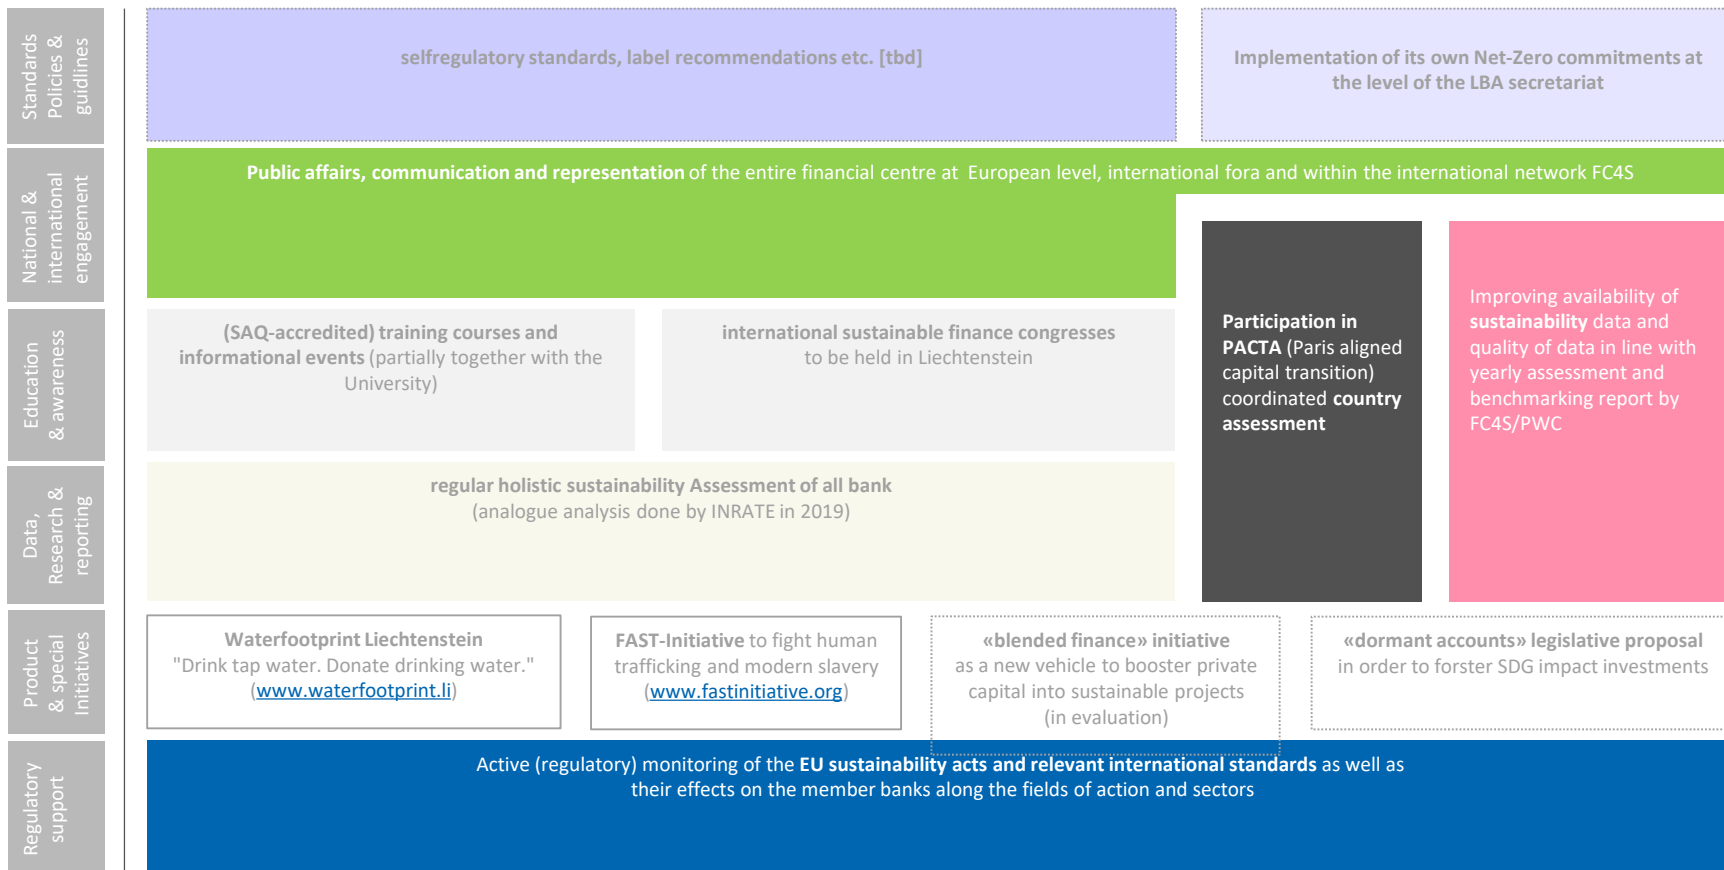 Standards
Policies &
guidlines
selfregulatory standards, label recommendations etc. [tbd]
Implementation of its own Net-Zero commitments at
the level of the LBA secretariat
National &
international
engagement
Public affairs, communication and representation of the entire financial centre at European level, international fora and within the international network FC4S
Education
& awareness
(SAQ-accredited) training courses and
informational events (partially together with the
University)
international sustainable finance congresses
to be held in Liechtenstein
Participation in
PACTA (Paris aligned
capital transition)
coordinated country
assessment
Improving availability of
sustainability data and
quality of data in line with
yearly assessment and
benchmarking report by
FC4S/PWC
Data,
Research &
reporting
regular holistic sustainability Assessment of all bank
(analogue analysis done by INRATE in 2019)
Product
& special
Initiatives
Waterfootprint Liechtenstein
"Drink tap water. Donate drinking water."
(www.waterfootprint.li)
FAST-Initiative to fight human
trafficking and modern slavery
(www.fastinitiative.org)
«blended finance» initiative
as a new vehicle to booster private
capital into sustainable projects
(in evaluation)
«dormant accounts» legislative proposal
in order to forster SDG impact investments
Regulatory
support
Active (regulatory) monitoring of the EU sustainability acts and relevant international standards as well as
their effects on the member banks along the fields of action and sectors